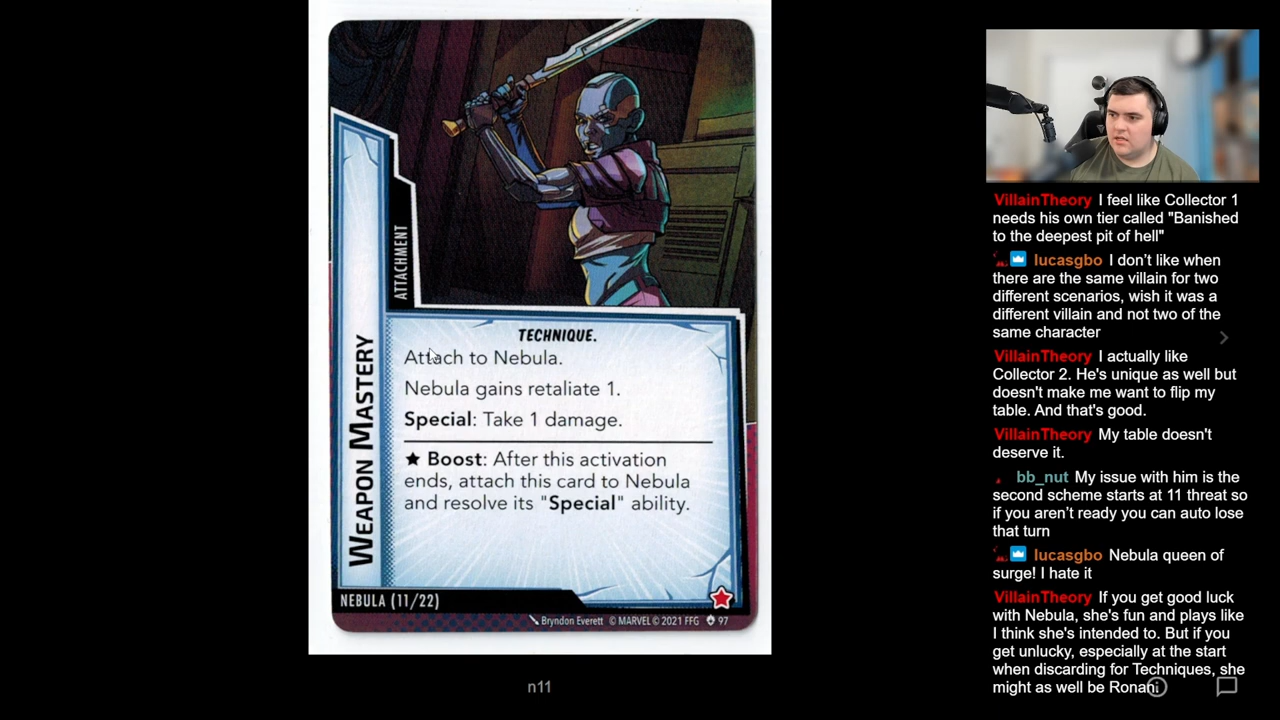 WEAPON MASTERY
ATTACHMENT
TECHNIQUE.
Attach to Nebula.
Nebula gains retaliate 1.
Special: Take 1 damage.
★ Boost: After this activation
ends, attach this card to Nebula
and resolve its "Special" ability.
NEBULA (11/22)
Bryndon Everett © MARVEL © 2021 FFG 97
n11
VillainTheory I feel like Collector 1
needs his own tier called "Banished
to the deepest pit of hell"
lucasgbo I don't like when
there are the same villain for two
different scenarios, wish it was a
different villain and not two of the
same character
VillainTheory I actually like
Collector 2. He's unique as well but
doesn't make me want to flip my
table. And that's good.
VillainTheory My table doesn't
deserve it.
bb_nut My issue with him is the
second scheme starts at 11 threat so
if you aren't ready you can auto lose
that turn
lucasgbo Nebula queen of
surge! I hate it
VillainTheory If you get good luck
with Nebula, she's fun and plays like
I think she's intended to. But if you
get unlucky, especially at the start
when discarding for Techniques, she
might as well be Ronan.